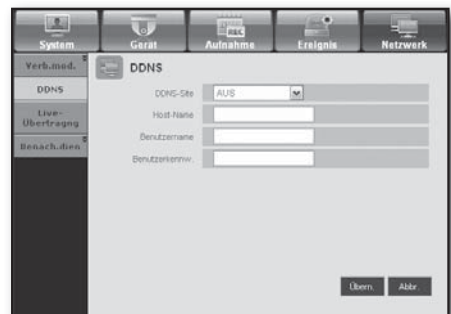 System Gerät Aufnahme Ereignis Netzwerk
REC
Verb.mod.
DDNS
Live-
Übertragng
Benach.dien
DDNS
DDNS-Site AUS
Host-Name
Benutzername
Benutzerkennw.
Übern. Abbr.